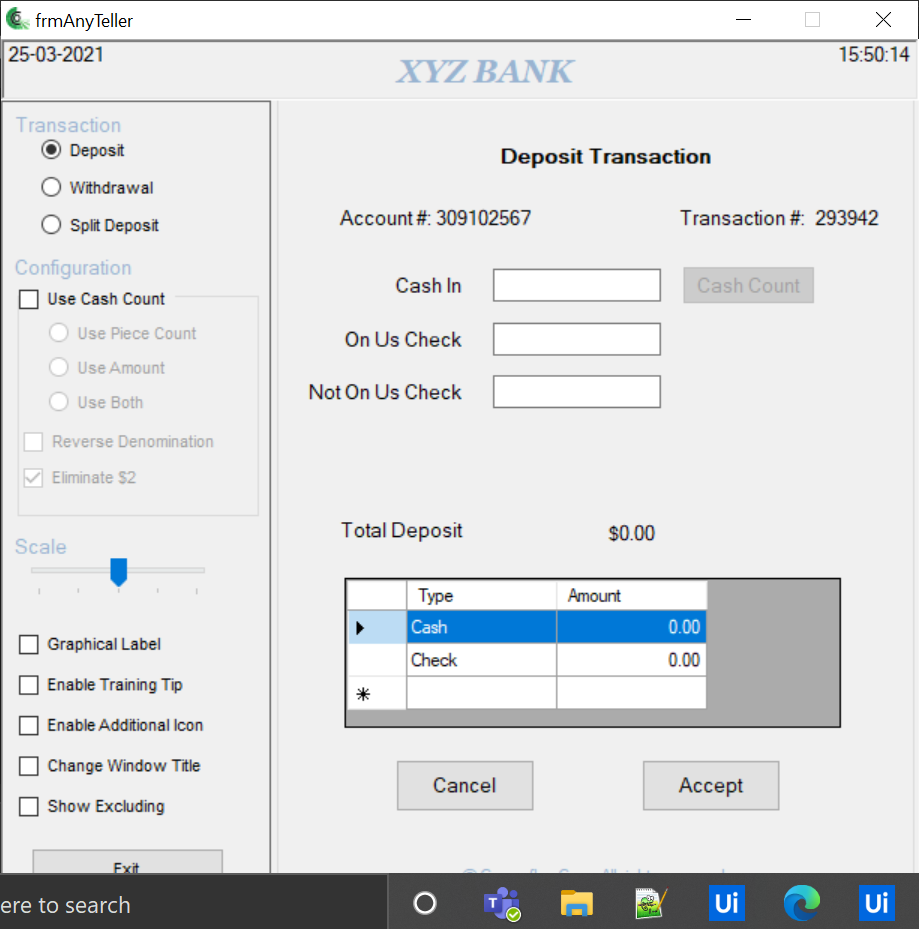 frmAnyTeller
25-03-2021
XYZ BANK
15:50:14
Transaction
Deposit
Withdrawal
Split Deposit
Configuration
Use Cash Count
Use Piece Count
Use Amount
Use Both
Reverse Denomination
Eliminate $2
Scale
Graphical Label
Enable Training Tip
Enable Additional Icon
Change Window Title
Show Excluding
Exit
Deposit Transaction
Account #: 309102567 Transaction #: 293942
Cash In Cash Count
On Us Check
Not On Us Check
Total Deposit $0.00
Type Amount
Cash 0.00
Check 0.00
Cancel Accept
ere to search
T
Ui
Ui